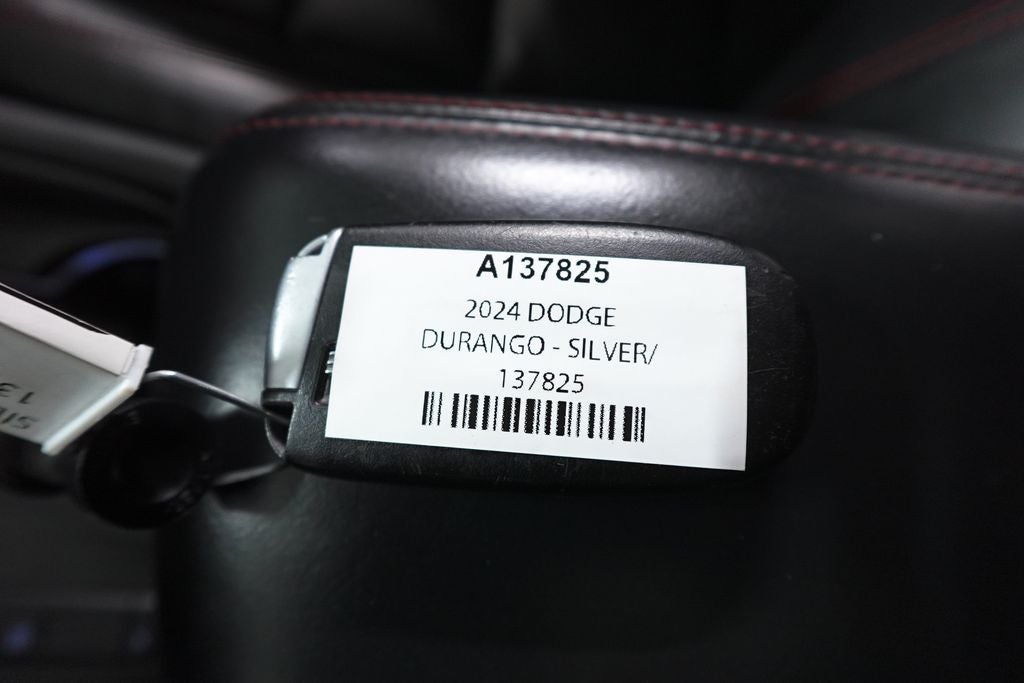 A137825
2024 DODGE
DURANGO - SILVER/
137825